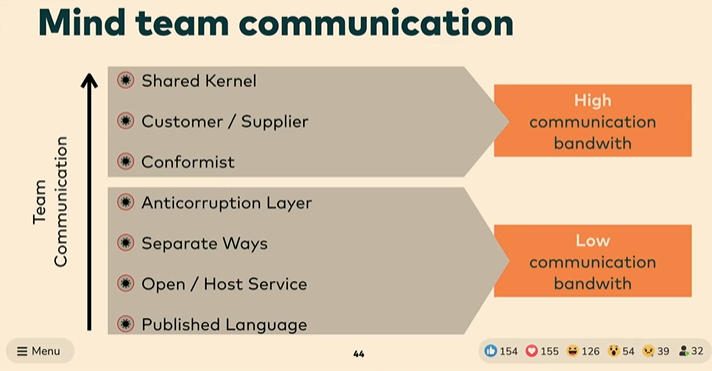 Mind team communication
Team
Communication
Shared Kernel
Customer / Supplier
Conformist
High
communication
bandwith
Anticorruption Layer
Separate Ways
Open / Host Service
Published Language
Low
communication
bandwith
Menu
44
154
155
126
54
39
32